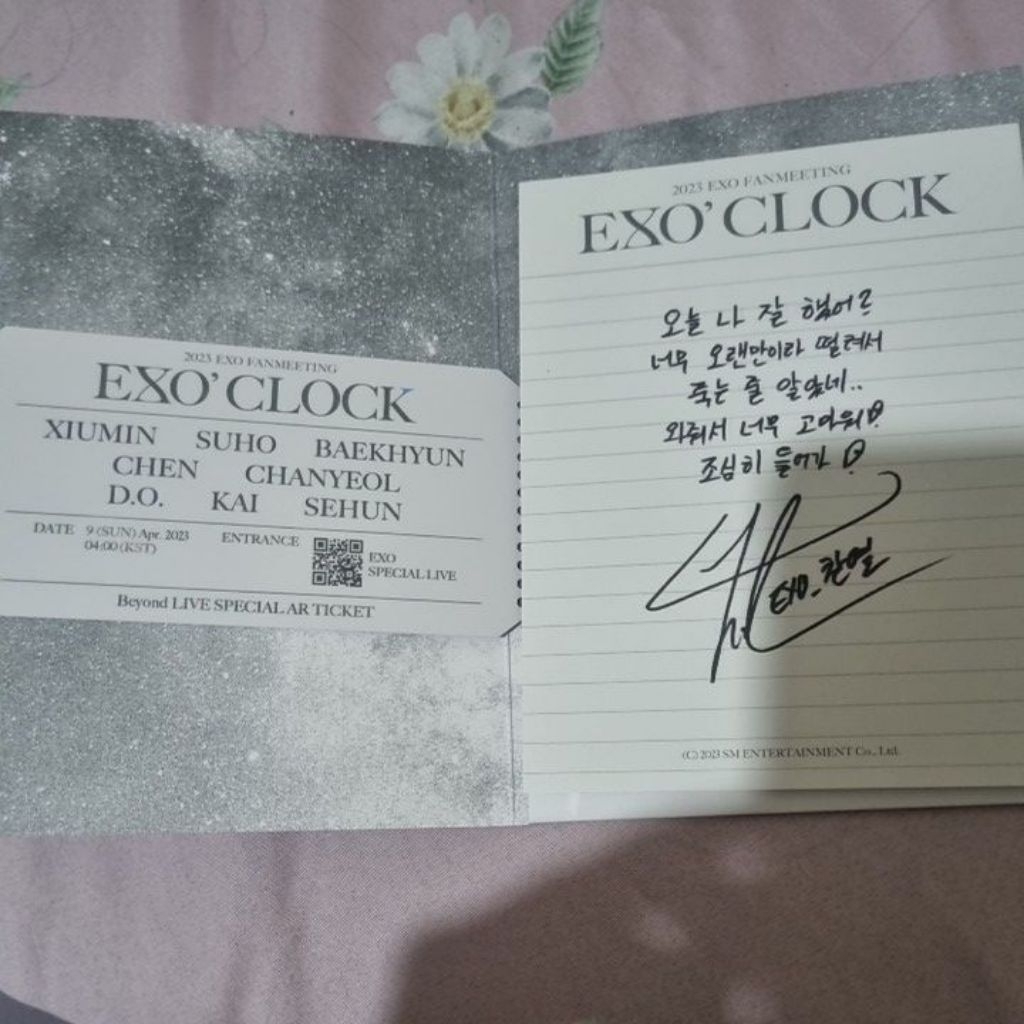 2023 EXO FANMEETING
EXO'CLOCK
XIUMIN SUHO BAEKHYUN
CHEN CHANYEOL
D.O. KAI SEHUN
DATE 9 (SUN) Apr. 2023
04:00 (KST)
ENTRANCE
EXO
SPECIAL LIVE
Beyond LIVE SPECIAL AR TICKET
2023 EXO FANMEETING
EXO'CLOCK
오늘 나 잘 했어?
너무 오랜만이라 떨려서
죽는 줄 알았네..
와줘서 너무 고마워!!
조심히 들어가
EXO_찬열
(C) 2023 SM ENTERTAINMENT Co., Ltd.